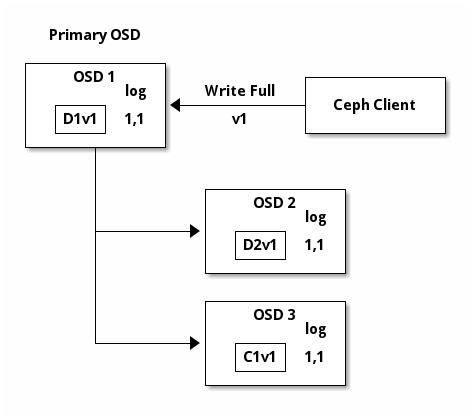 Primary OSD
OSD 1
log
D1v1 1,1
Write Full
v1
Ceph Client
OSD 2
log
D2v1 1,1
OSD 3
log
C1v1 1,1